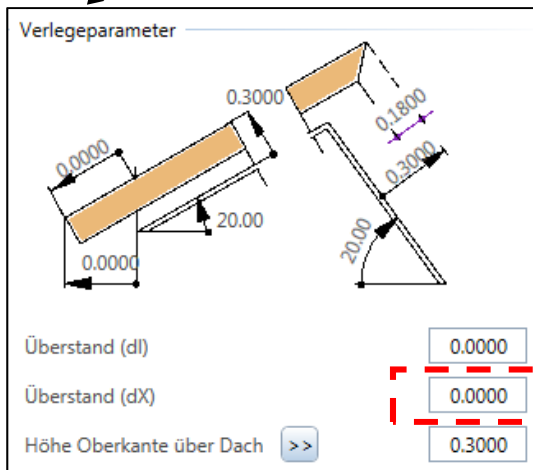 Verlegeparameter
0.3000
0.1800
0.0000
0.3000
20.00
20.00
0.0000
Überstand (dl) 0.0000
Überstand (dX) 0.0000
Höhe Oberkante über Dach >> 0.3000